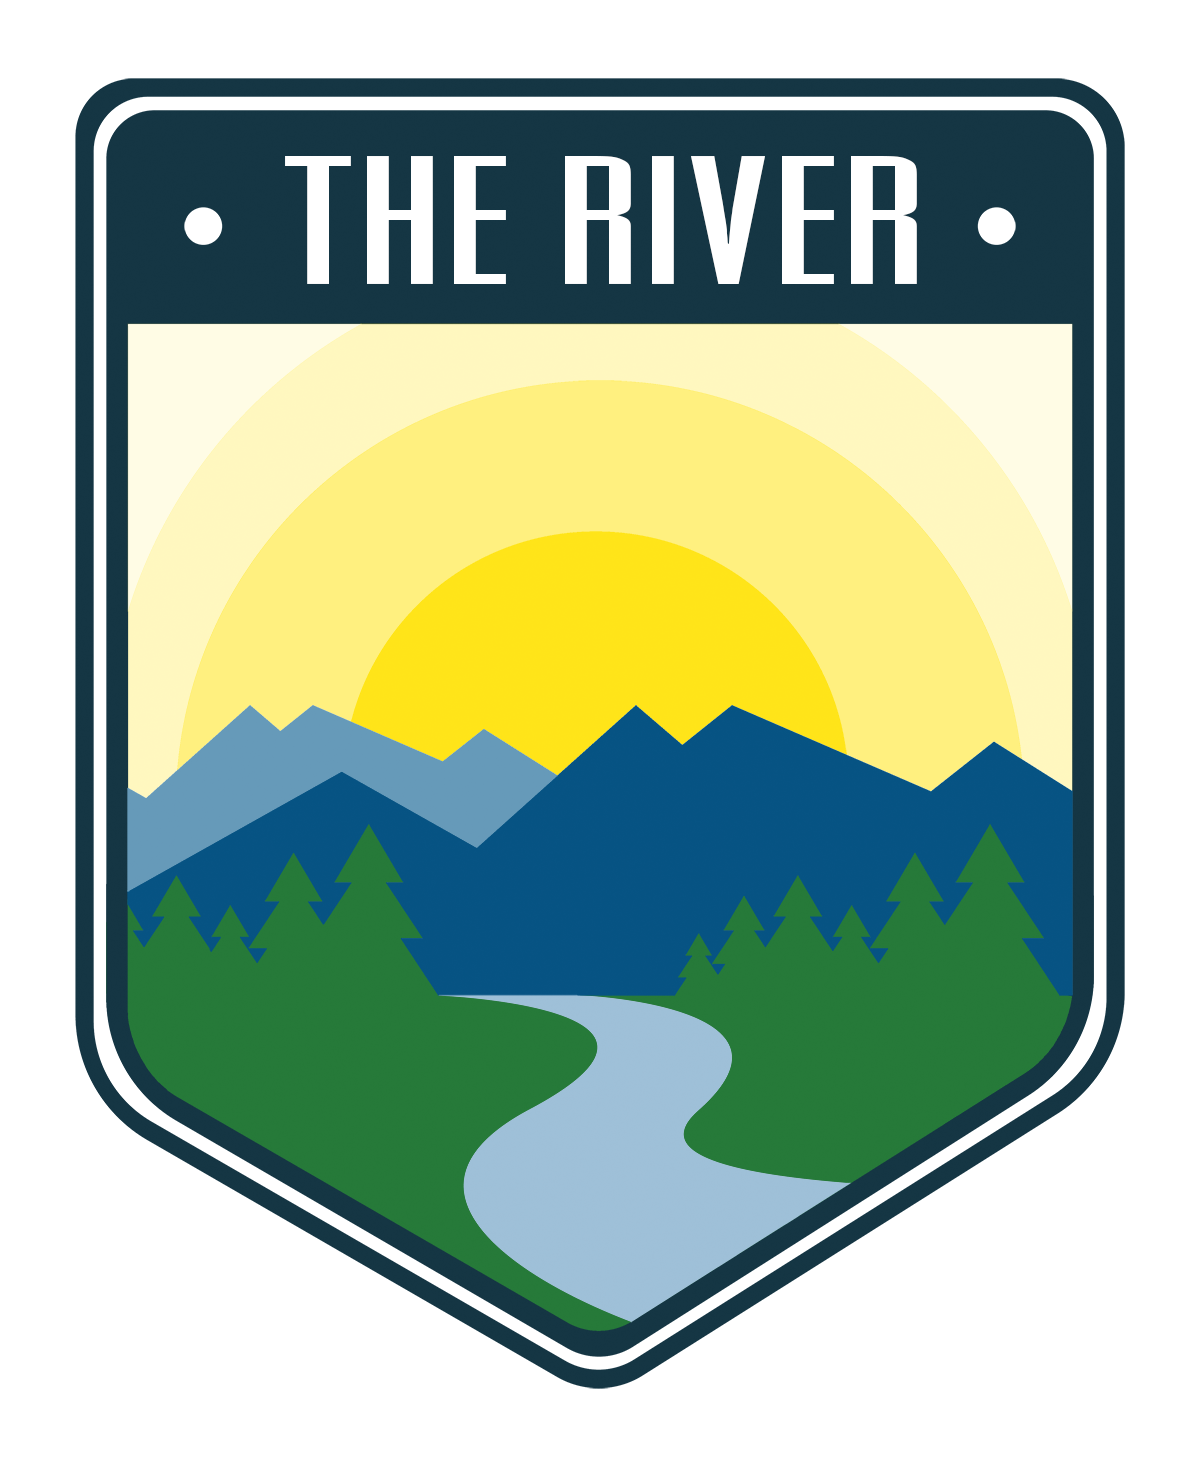 • THE RIVER •